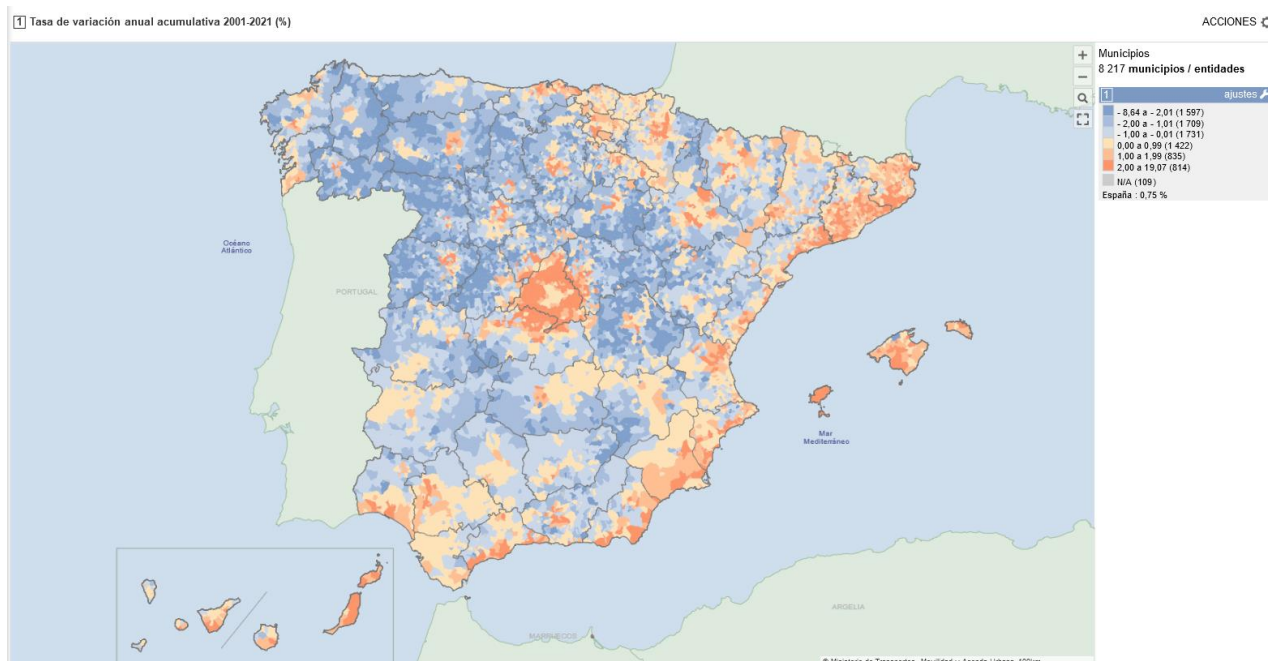 1 Tasa de variación anual acumulativa 2001-2021 (%)
ACCIONES
Municipios
8 217 municipios / entidades
1 ajustes
- 8,64 a - 2,01 (1 597)
- 2,00 a - 1,01 (1 709)
- 1,00 a - 0,01 (1 731)
0,00 a 0,99 (1 422)
1,00 a 1,99 (835)
2,00 a 19,07 (814)
N/A (109)
España : 0,75 %
Océano
Atlántico
PORTUGAL
Mar
Mediterráneo
ARGELIA
MARRUECOS